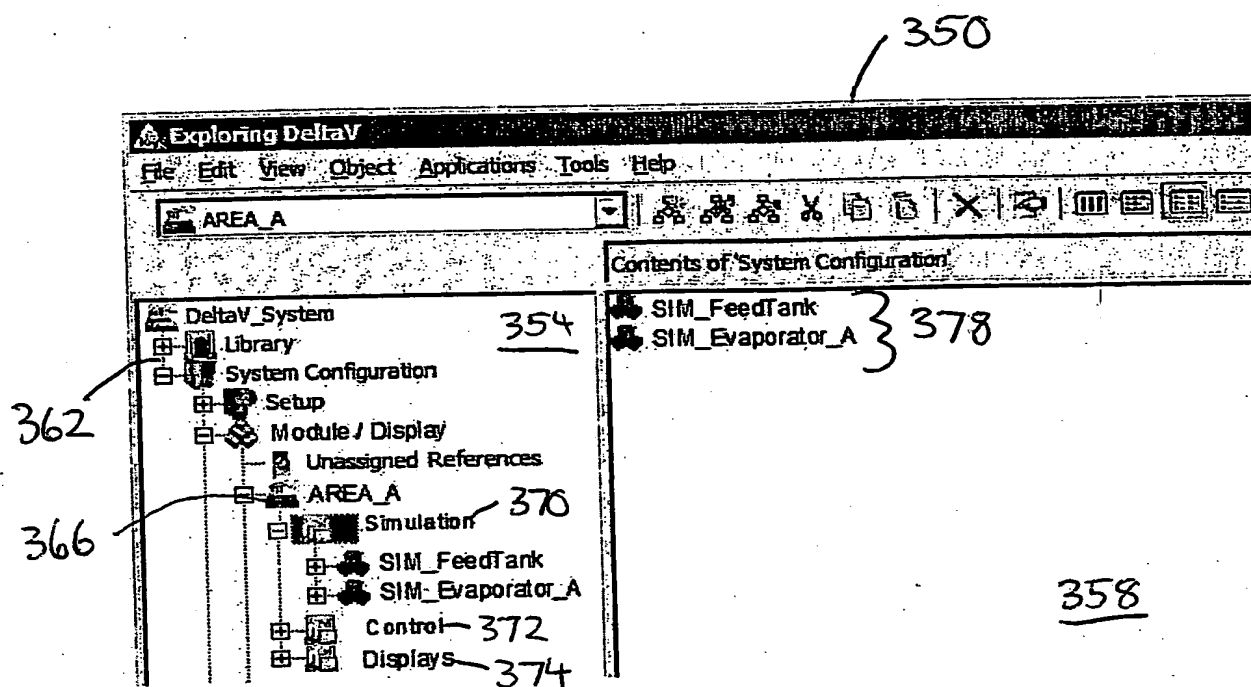 350
Exploring DeltaV
File Edit View Object Applications Tools Help
AREA_A
Contents of 'System Configuration'
DeltaV_System
354
SIM_FeedTank
SIM_Evaporator_A
378
Library
System Configuration
362
Setup
Module / Display
Unassigned References
AREA_A
366
Simulation
370
SIM_FeedTank
SIM_Evaporator_A
358
Control
372
Displays
374